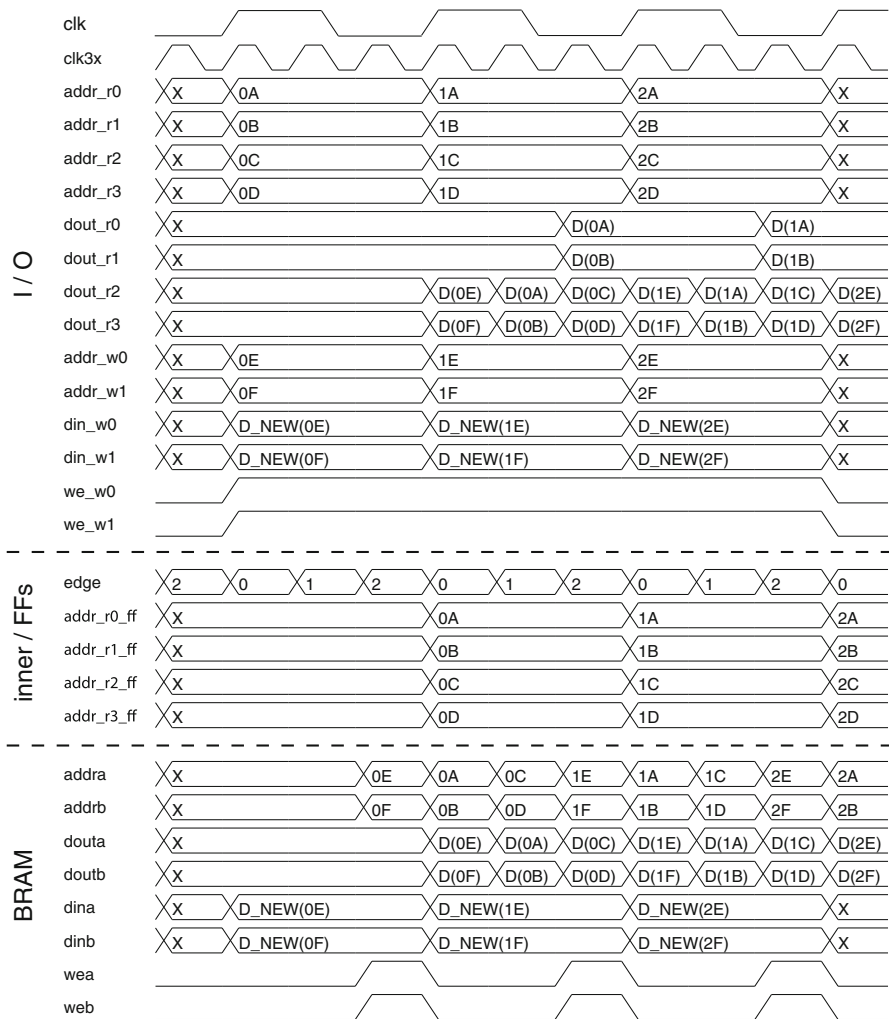 clk
clk3x
addr_r0 X 0A 1A 2A X
addr_r1 X 0B 1B 2B X
addr_r2 X 0C 1C 2C X
addr_r3 X 0D 1D 2D X
dout_r0 X D(0A) D(1A)
dout_r1 X D(0B) D(1B)
dout_r2 X D(0E) D(0A) D(0C) D(1E) D(1A) D(1C) D(2E)
dout_r3 X D(0F) D(0B) D(0D) D(1F) D(1B) D(1D) D(2F)
addr_w0 X 0E 1E 2E X
addr_w1 X 0F 1F 2F X
din_w0 X D_NEW(0E) D_NEW(1E) D_NEW(2E) X
din_w1 X D_NEW(0F) D_NEW(1F) D_NEW(2F) X
we_w0
we_w1
I / O
edge 2 0 1 2 0 1 2 0 1 2 0
addr_r0_ff X 0A 1A 2A
addr_r1_ff X 0B 1B 2B
addr_r2_ff X 0C 1C 2C
addr_r3_ff X 0D 1D 2D
inner / FFs
addra X 0E 0A 0C 1E 1A 1C 2E 2A
addrb X 0F 0B 0D 1F 1B 1D 2F 2B
douta X D(0E) D(0A) D(0C) D(1E) D(1A) D(1C) D(2E)
doutb X D(0F) D(0B) D(0D) D(1F) D(1B) D(1D) D(2F)
dina X D_NEW(0E) D_NEW(1E) D_NEW(2E) X
dinb X D_NEW(0F) D_NEW(1F) D_NEW(2F) X
wea
web
BRAM